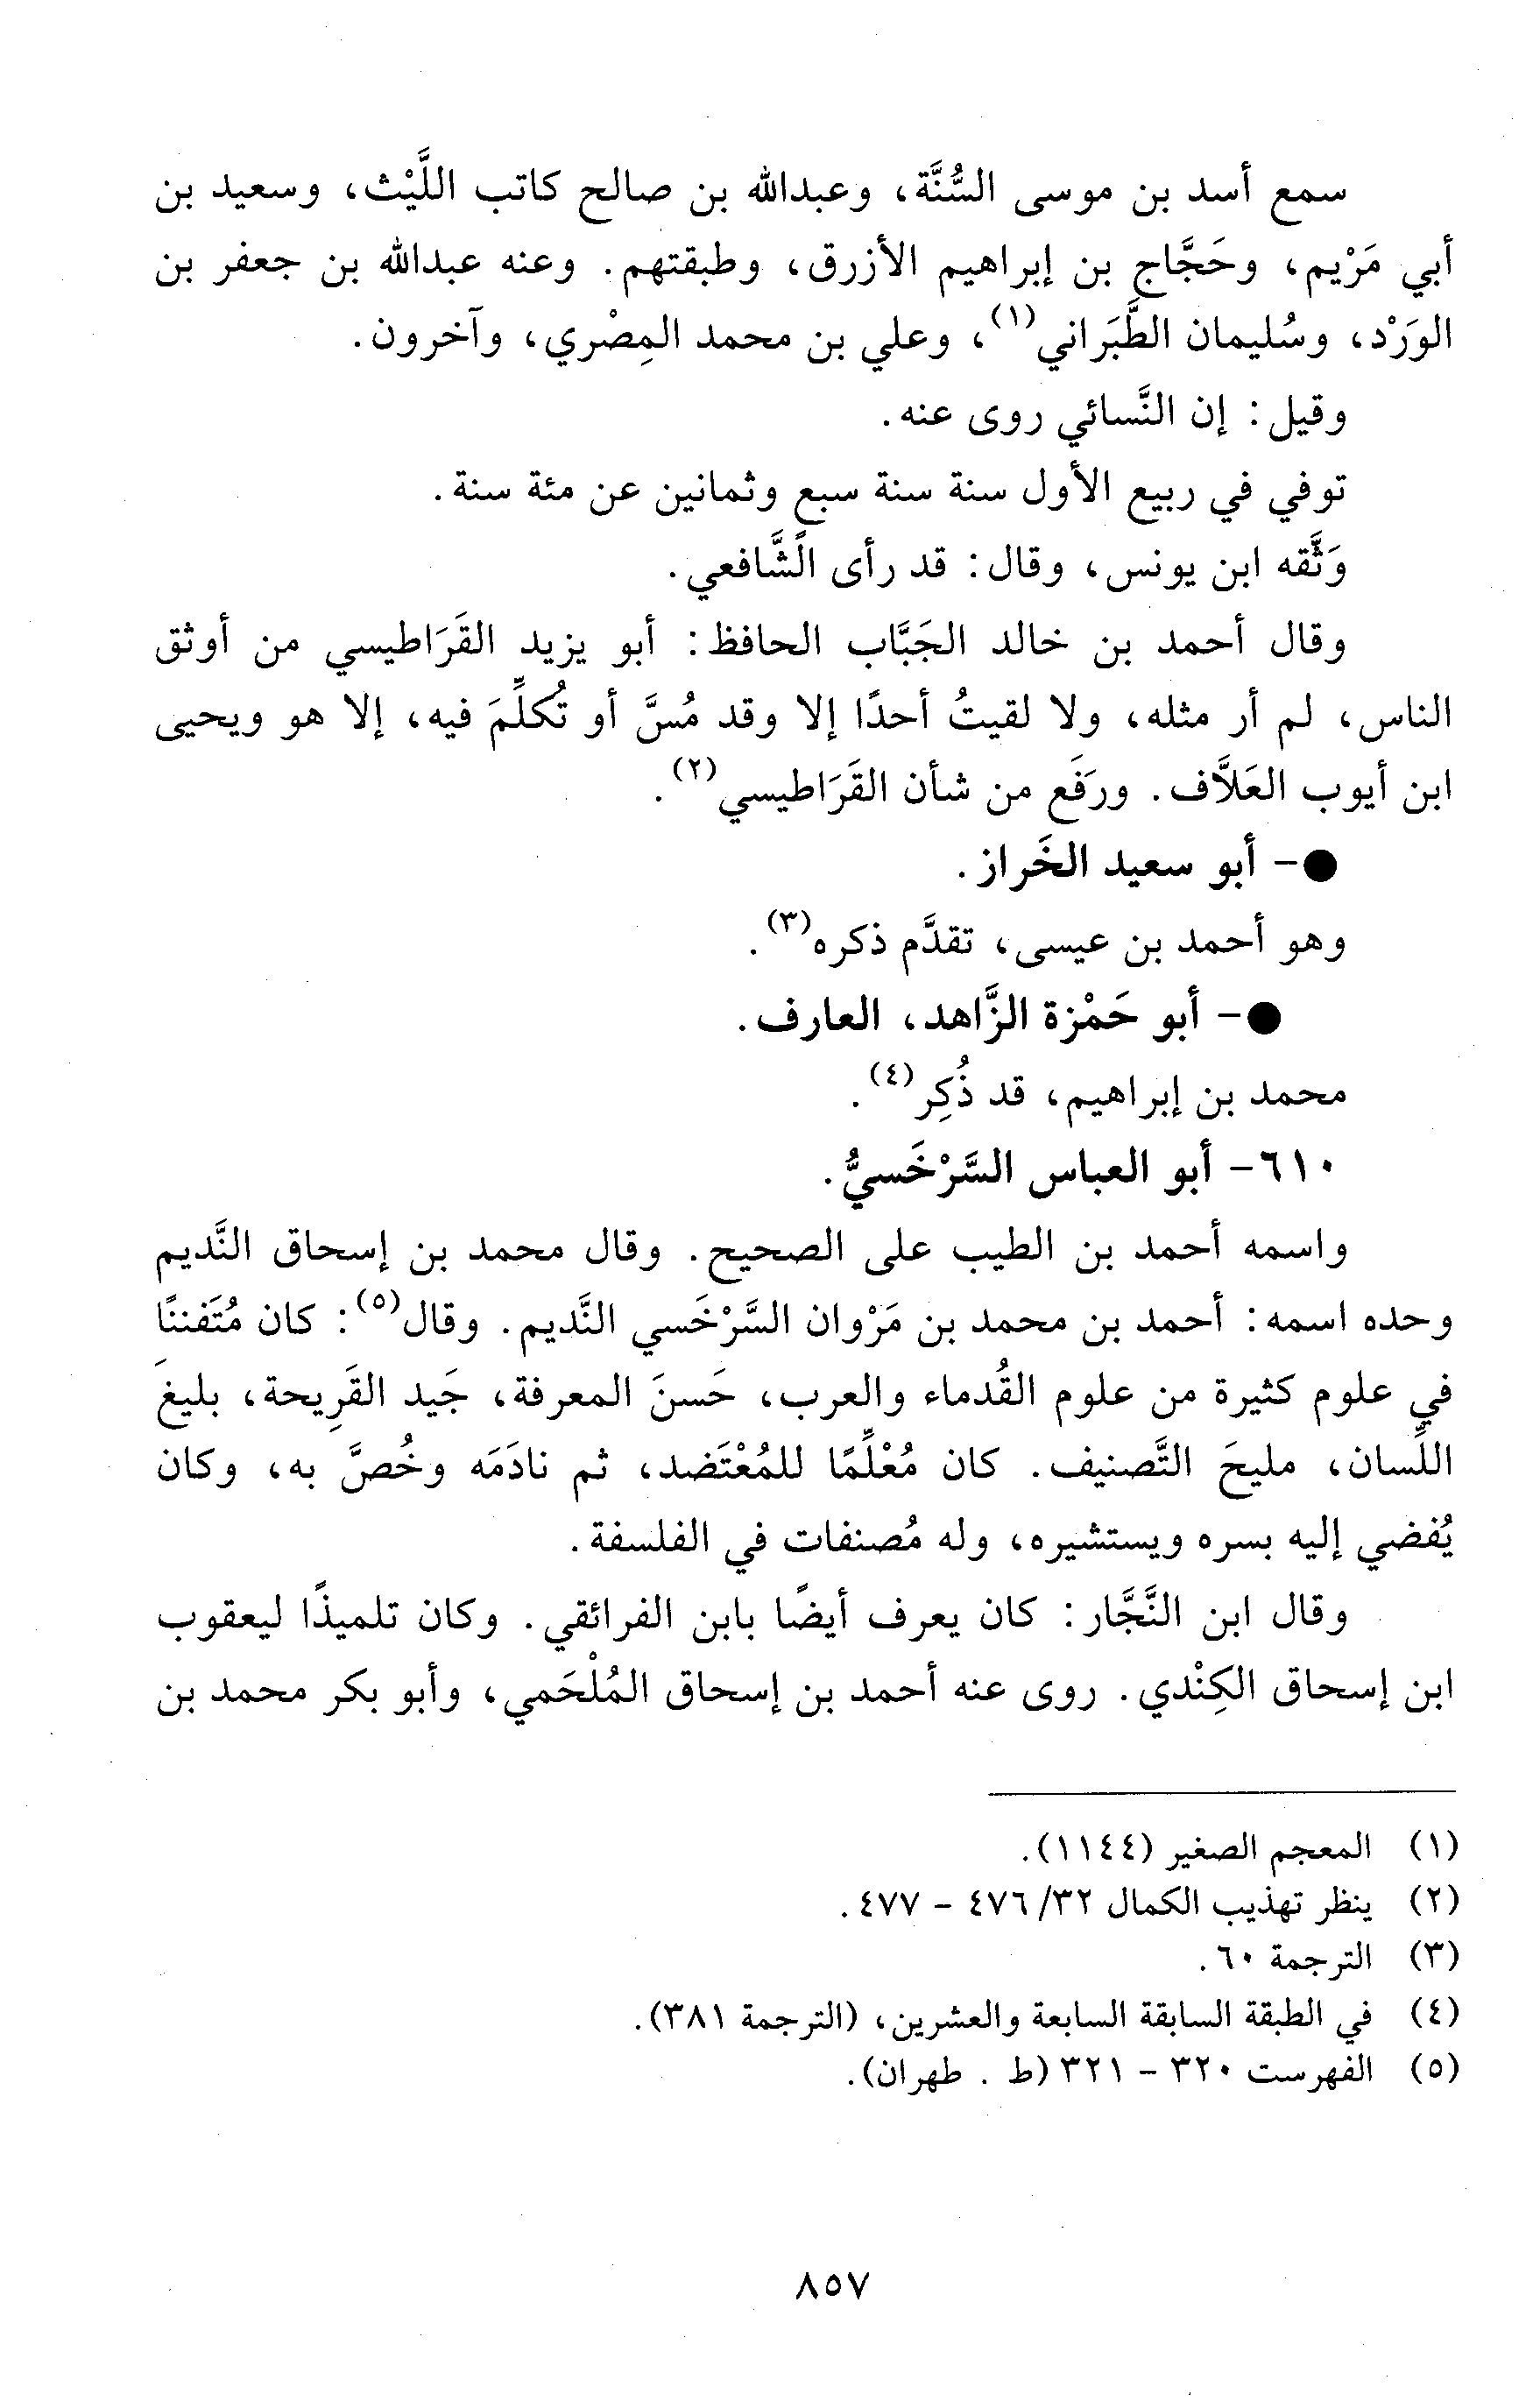 سمع أسد بن موسى السُّنَّة، وعبدالله بن صالح كاتب اللَّيْث، وسعيد بن
أبي مَرْيم، وحَجَّاج بن إبراهيم الأزرق، وطبقتهم. وعنه عبدالله بن جعفر بن
الوَرْد، وسُليمان الطَّبَراني(١)، وعلي بن محمد المِصْري، وآخرون.
وقيل: إن النَّسائي روى عنه.
توفي في ربيع الأول سنة سنة سبع وثمانين عن مئة سنة.
وَثَّقه ابن يونس، وقال: قد رأى الشَّافعي.
وقال أحمد بن خالد الجَبَّاب الحافظ: أبو يزيد القَرَاطيسي من أوثق
الناس، لم أر مثله، ولا لقيتُ أحدًا إلا وقد مُسَّ أو تُكلِّمَ فيه، إلا هو ويحيى
ابن أيوب العَلاَّف. ورَفَع من شأن القَرَاطيسي(٢).
●- أبو سعيد الخَراز.
وهو أحمد بن عيسى، تقدَّم ذكره(٣).
●- أبو حَمْزة الزَّاهد، العارف.
محمد بن إبراهيم، قد ذُكِر(٤).
٦١٠- أبو العباس السَّرْخَسيُّ.
واسمه أحمد بن الطيب على الصحيح. وقال محمد بن إسحاق النَّديم
وحده اسمه: أحمد بن محمد بن مَرْوان السَّرْخَسي النَّديم. وقال(٥): كان مُتَفننًا
في علوم كثيرة من علوم القُدماء والعرب، حَسنَ المعرفة، جَيد القَرِيحة، بليغَ
اللِّسان، مليحَ التَّصنيف. كان مُعْلِّمًا للمُعْتَضد، ثم نادَمَه وخُصَّ به، وكان
يُفضي إليه بسره ويستشيره، وله مُصنفات في الفلسفة.
وقال ابن النَّجَّار: كان يعرف أيضًا بابن الفرائقي. وكان تلميذًا ليعقوب
ابن إسحاق الكِنْدي. روى عنه أحمد بن إسحاق المُلْحَمي، وأبو بكر محمد بن
(١) المعجم الصغير (١١٤٤).
(٢) ينظر تهذيب الكمال ٣٢/ ٤٧٦ - ٤٧٧.
(٣) الترجمة ٦٠.
(٤) في الطبقة السابقة السابعة والعشرين، (الترجمة ٣٨١).
(٥) الفهرست ٣٢٠ - ٣٢١ (ط . طهران).
٨٥٧